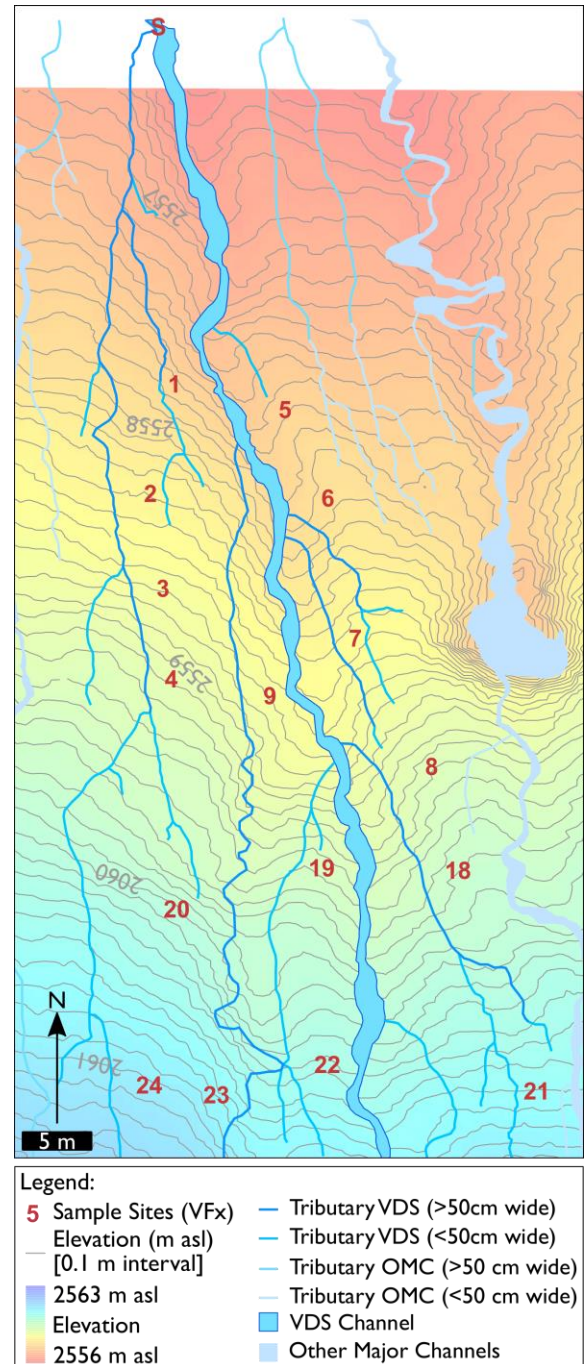 S
2557
1
5
2558
2
6
3
7
4
2559
9
8
19
18
2060
20
N
22
2061
24
23
21
5 m
Legend:
5 Sample Sites (VFx)
Elevation (m asl)
[0.1 m interval]
2563 m asl
Elevation
2556 m asl
Tributary VDS (>50cm wide)
Tributary VDS (<50cm wide)
Tributary OMC (>50 cm wide)
Tributary OMC (<50 cm wide)
VDS Channel
Other Major Channels